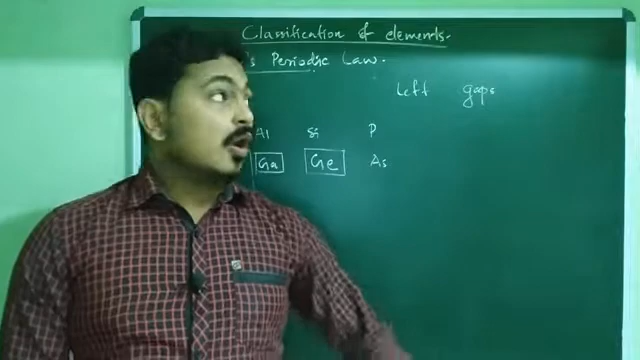 Classification of elements.
's Periodic Law.
Left gaps
Al Si P
Ga Ge As